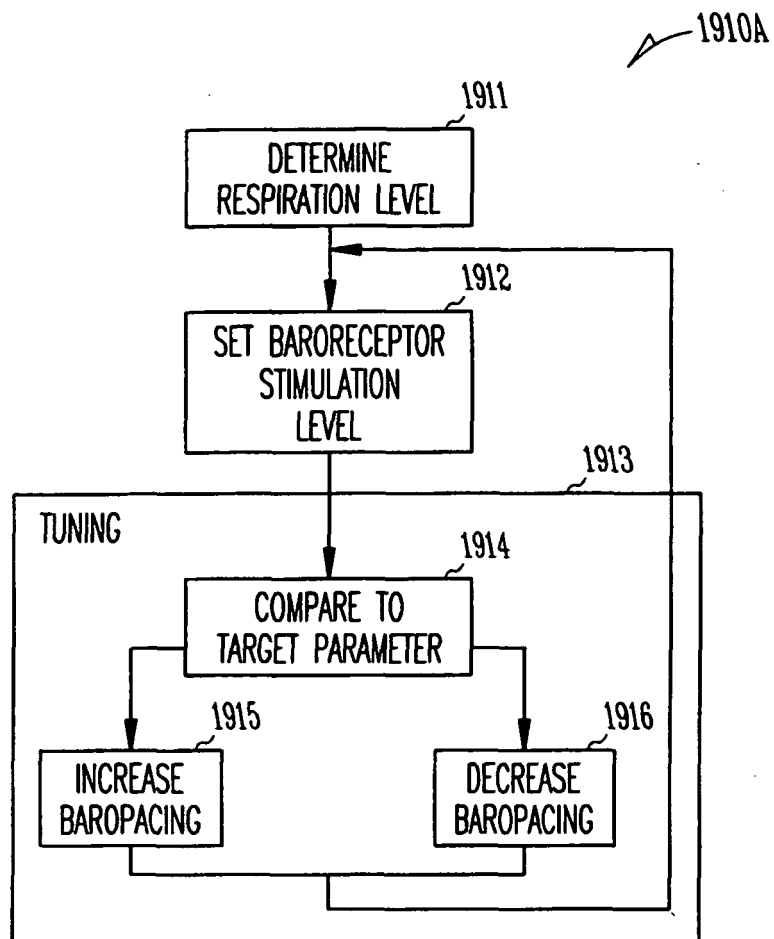 1910A
1911
DETERMINE
RESPIRATION LEVEL
1912
SET BARORECEPTOR
STIMULATION
LEVEL
1913
TUNING
1914
COMPARE TO
TARGET PARAMETER
1915
INCREASE
BAROPACING
1916
DECREASE
BAROPACING